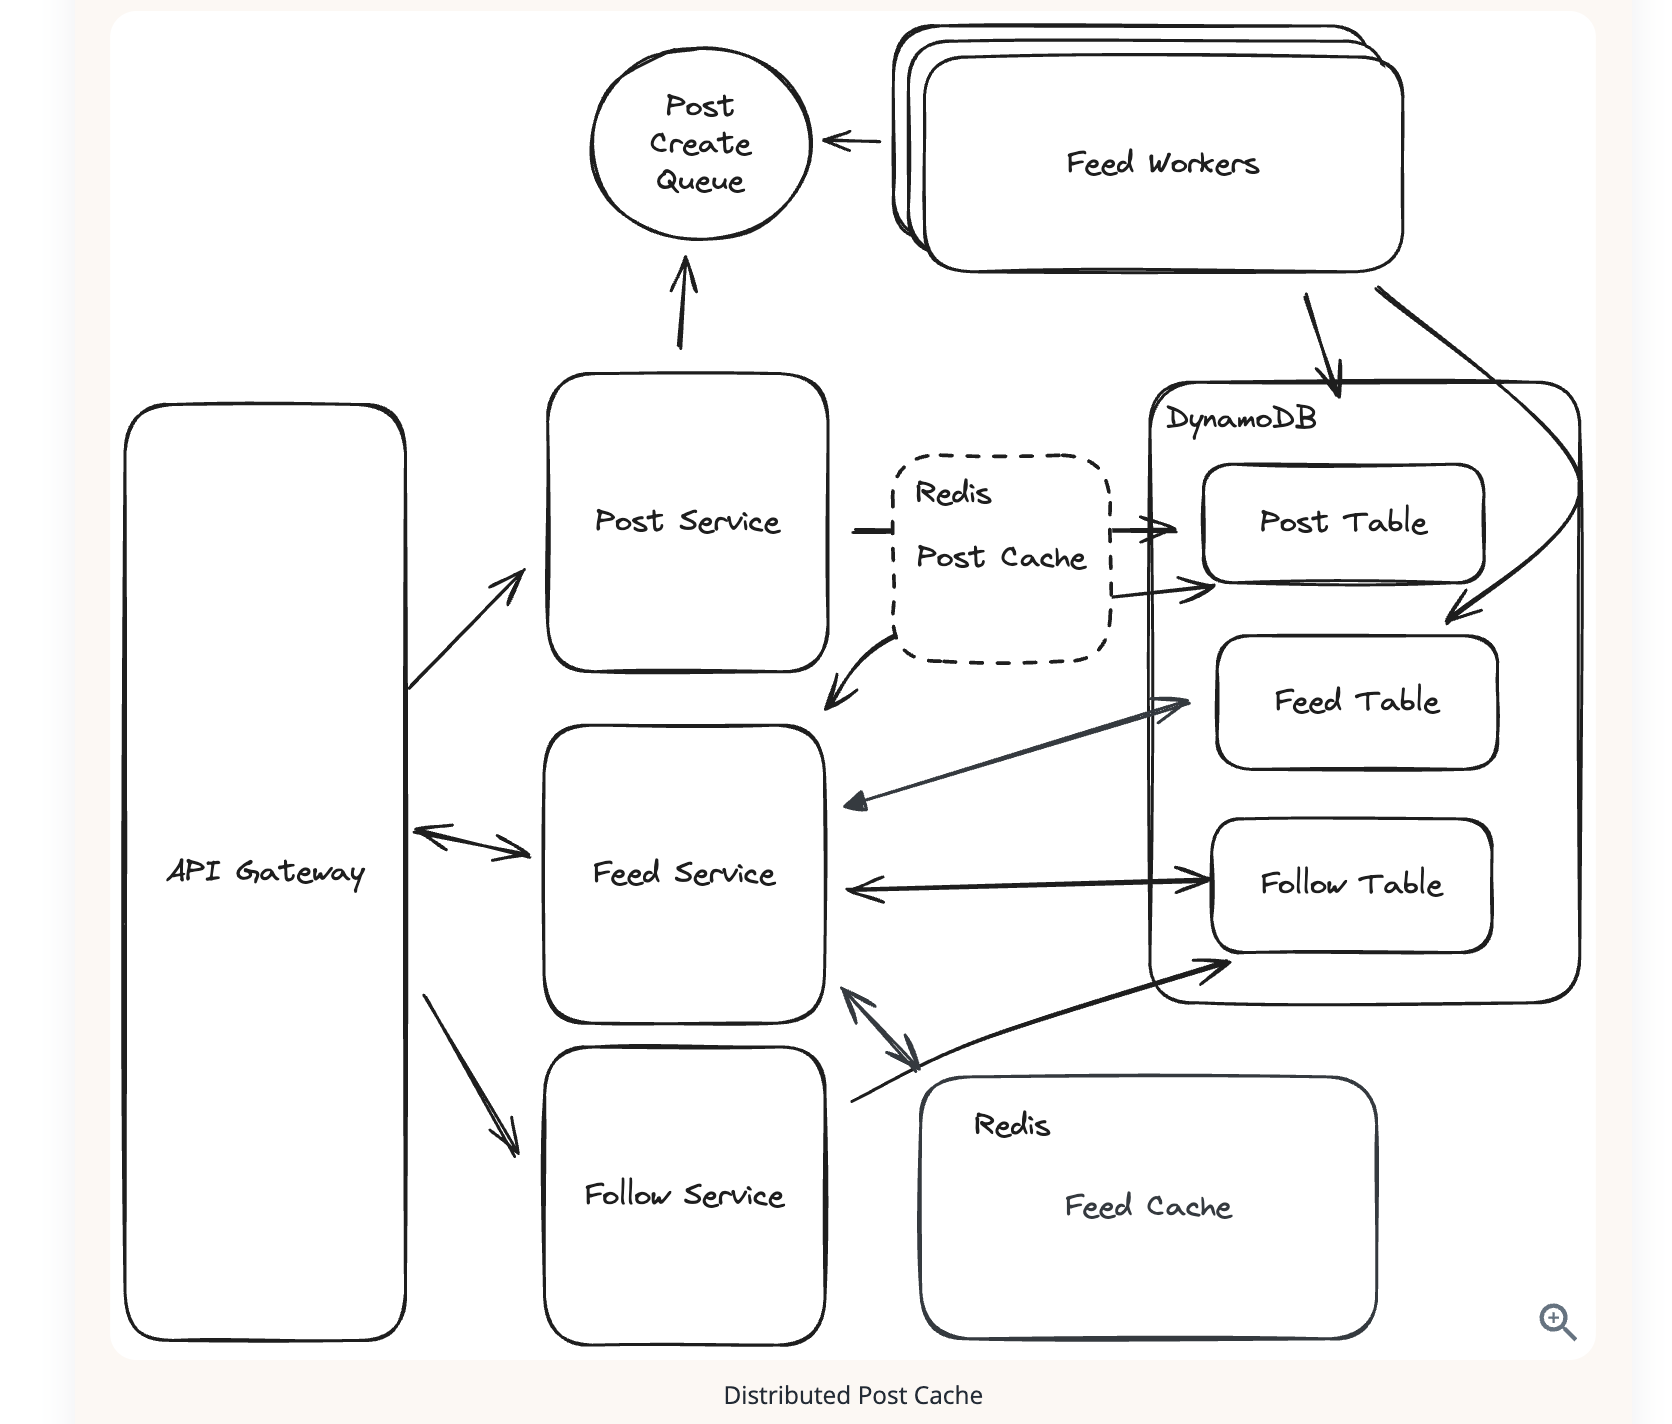 Post
Create
Queue
Feed Workers
DynamoDB
Redis
Post Service
Post Table
Post Cache
Feed Table
API Gateway
Feed Service
Follow Table
Redis
Follow Service
Feed Cache
Distributed Post Cache